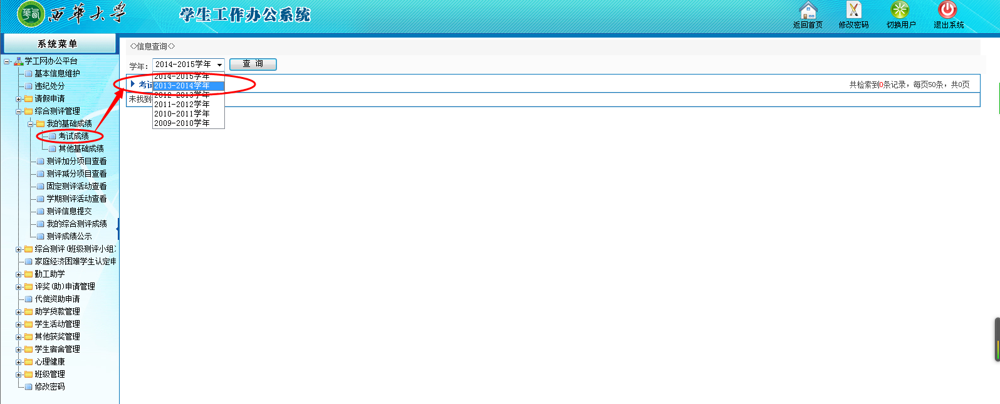 西华大学
学生工作办公系统
返回首页
修改密码
切换用户
退出系统
系统菜单
学工网办公平台
基本信息维护
违纪处分
请假申请
综合测评管理
我的基础成绩
考试成绩
其他基础成绩
测评加分项目查看
测评减分项目查看
固定测评活动查看
学期测评活动查看
测评信息提交
我的综合测评成绩
测评成绩公示
综合测评(班级测评小组)
家庭经济困难学生认定申
勤工助学
评奖(助)申请管理
代偿资助申请
助学贷款管理
学生活动管理
其他获奖管理
学生宿舍管理
心理健康
班级管理
修改密码
◇信息查询◇
学年: 2014-2015学年 查 询
2014-2015学年
2013-2014学年
2012-2013学年
2011-2012学年
2010-2011学年
2009-2010学年
考试
共检索到0条记录，每页50条，共0页
未找到